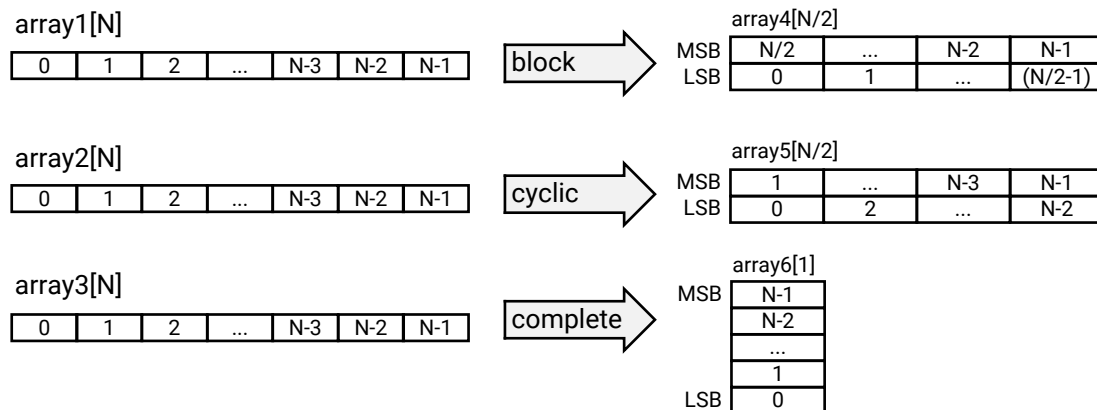 array1[N]
0 1 2 ... N-3 N-2 N-1
block
array4[N/2]
MSB N/2 ... N-2 N-1
LSB 0 1 ... (N/2-1)
array2[N]
0 1 2 ... N-3 N-2 N-1
cyclic
array5[N/2]
MSB 1 ... N-3 N-1
LSB 0 2 ... N-2
array3[N]
0 1 2 ... N-3 N-2 N-1
complete
array6[1]
MSB N-1
N-2
...
1
LSB 0